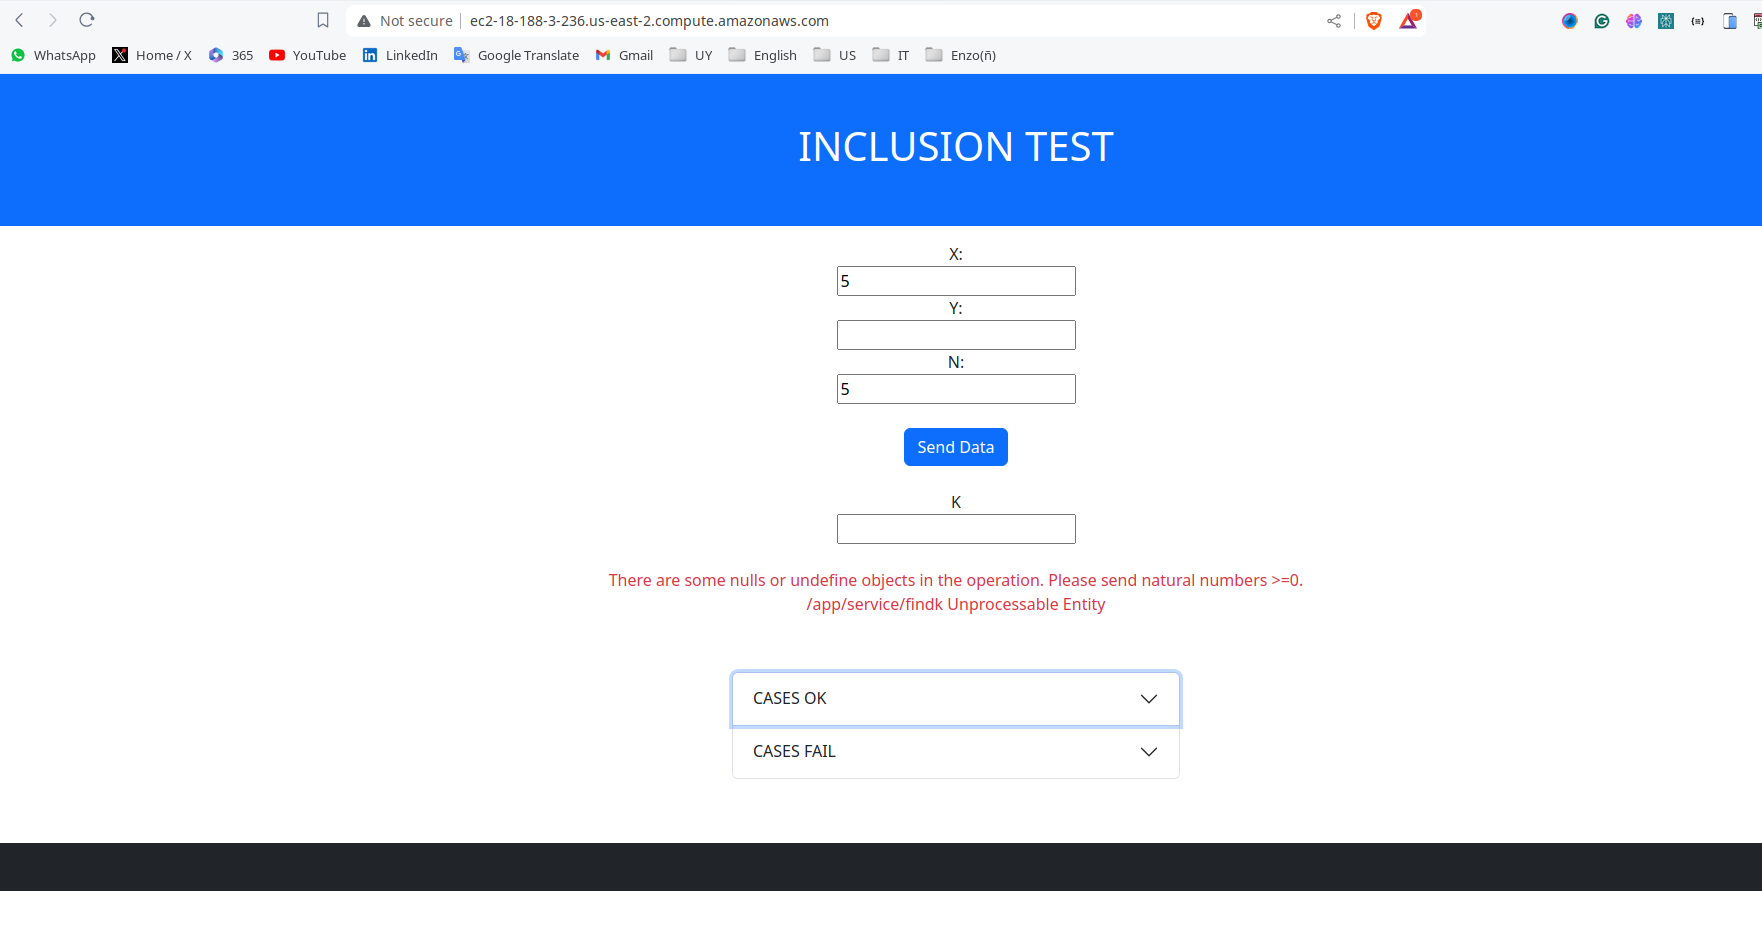 Not secure ec2-18-188-3-236.us-east-2.compute.amazonaws.com
WhatsApp Home / X 365 YouTube LinkedIn Google Translate Gmail UY English US IT Enzo(ñ)
INCLUSION TEST
X:
5
Y:
N:
5
Send Data
K
There are some nulls or undefine objects in the operation. Please send natural numbers >=0.
/app/service/findk Unprocessable Entity
CASES OK
CASES FAIL